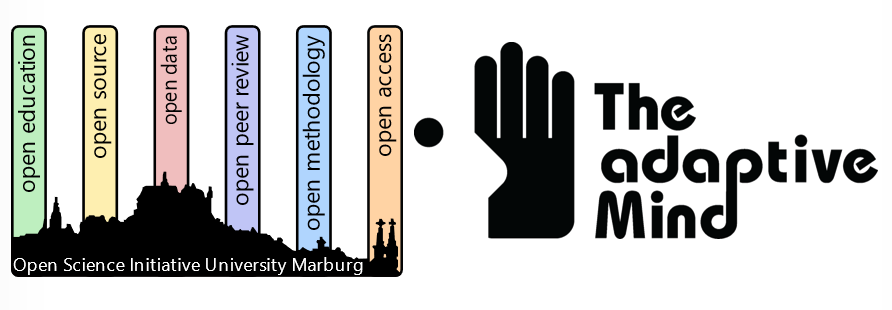 open education
open source
open data
open peer review
open methodology
open access
Open Science Initiative University Marburg
The
adaptive
Mind